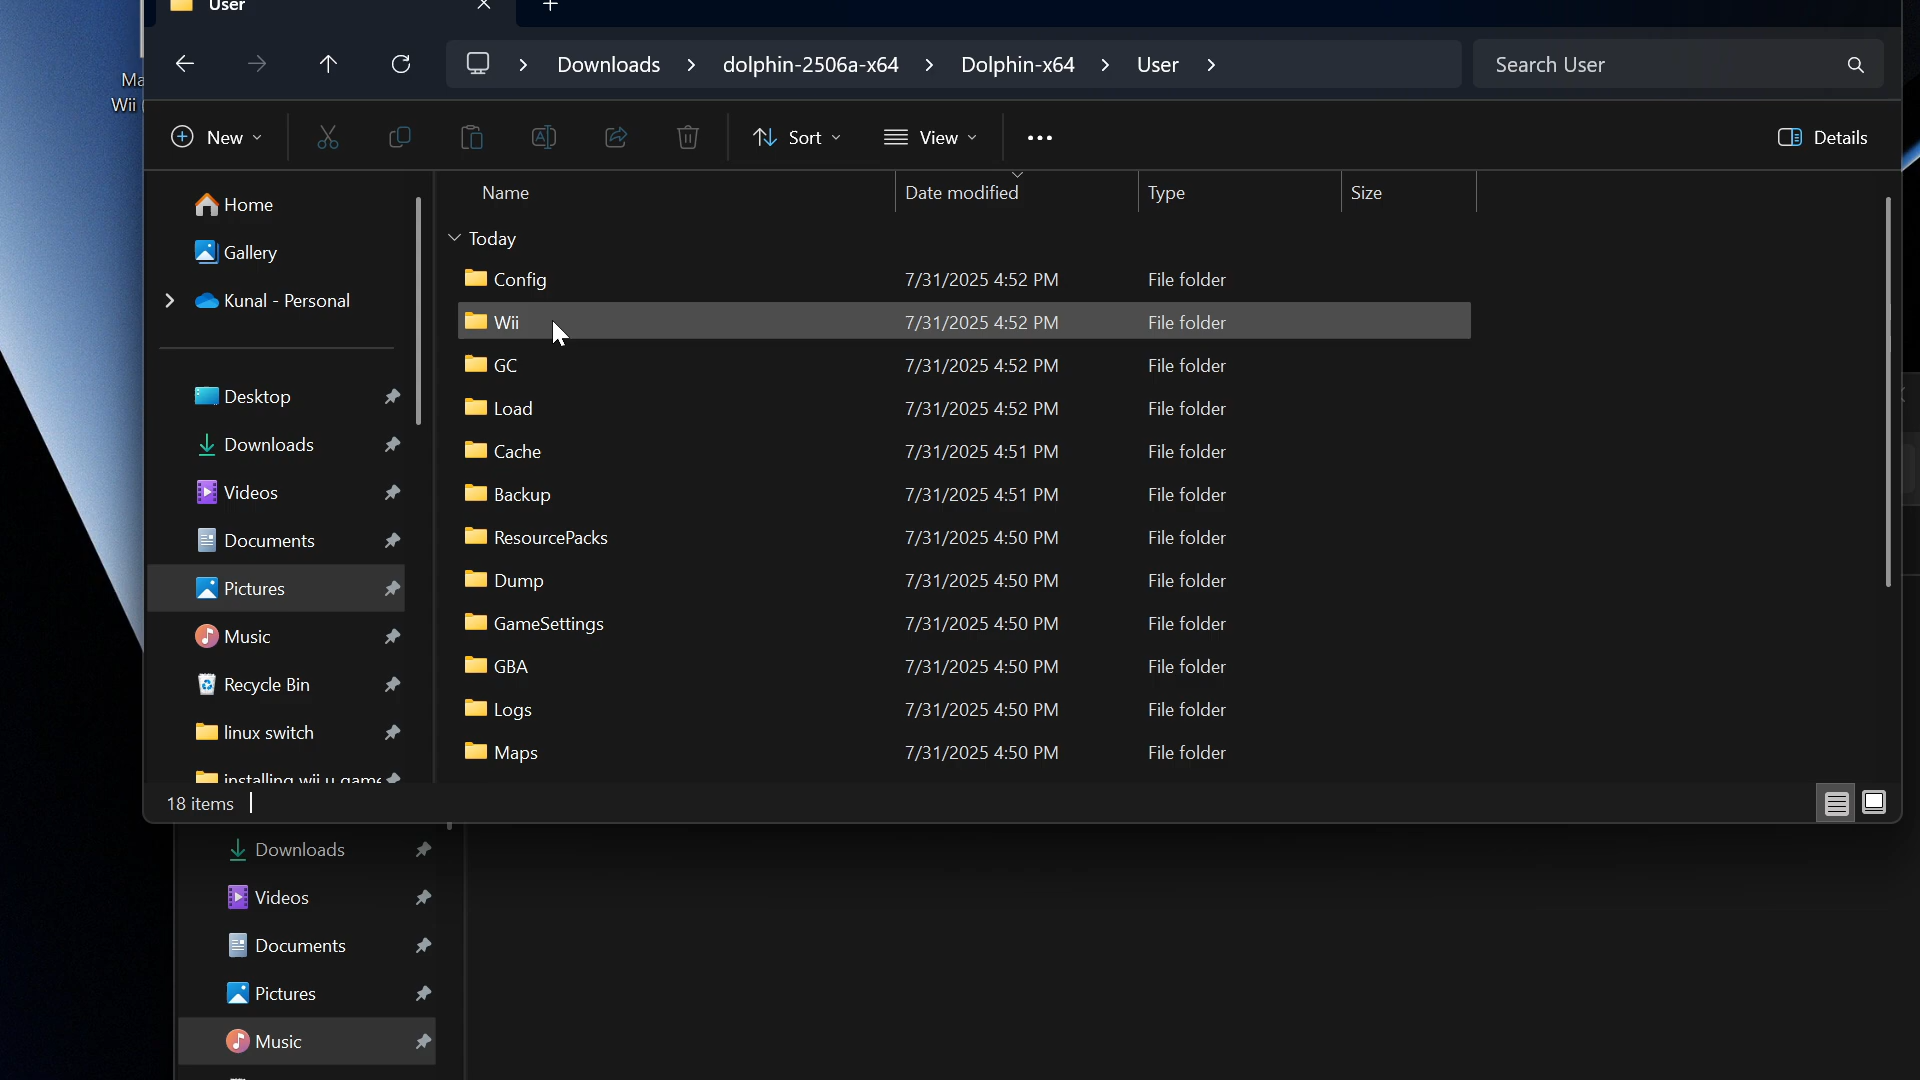 User
Ma
Wii
Downloads
dolphin-2506a-x64
Dolphin-x64
User
Search User
New
Sort
View
Details
Name
Date modified
Type
Size
Home
Gallery
Kunal - Personal
Desktop
Downloads
Videos
Documents
Pictures
Music
Recycle Bin
linux switch
installing wii u game
Today
Config 7/31/2025 4:52 PM File folder
Wii 7/31/2025 4:52 PM File folder
GC 7/31/2025 4:52 PM File folder
Load 7/31/2025 4:52 PM File folder
Cache 7/31/2025 4:51 PM File folder
Backup 7/31/2025 4:51 PM File folder
ResourcePacks 7/31/2025 4:50 PM File folder
Dump 7/31/2025 4:50 PM File folder
GameSettings 7/31/2025 4:50 PM File folder
GBA 7/31/2025 4:50 PM File folder
Logs 7/31/2025 4:50 PM File folder
Maps 7/31/2025 4:50 PM File folder
18 items
Downloads
Videos
Documents
Pictures
Music